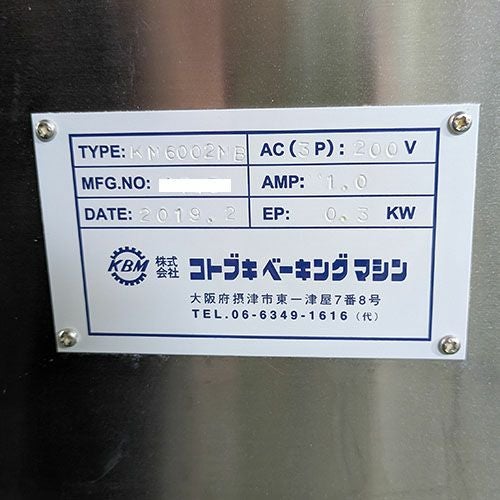 TYPE: KM6002MB AC(3P): 200 V
MFG.NO: AMP: 1.0
DATE: 2019.2 EP: 0.3 KW
KBM 株式会社 コトブキベーキングマシン
大阪府摂津市東一津屋7番8号
TEL.06-6349-1616(代)